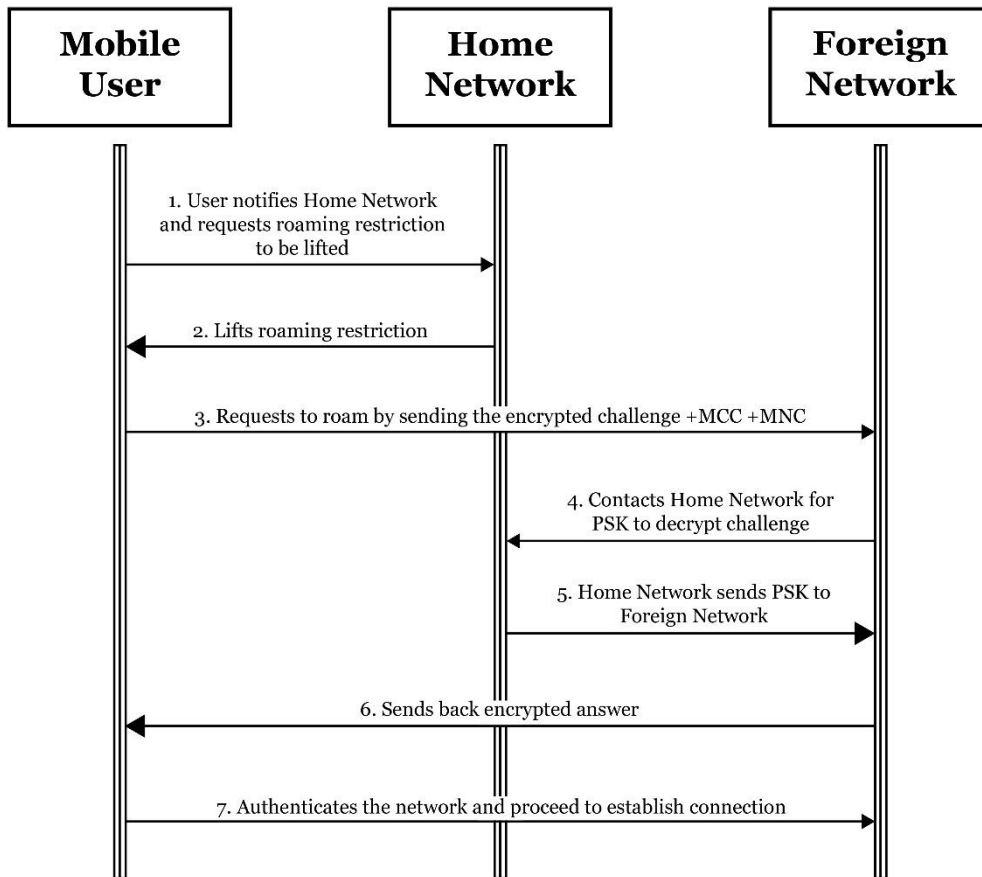 Mobile
User
Home
Network
Foreign
Network
1. User notifies Home Network
and requests roaming restriction
to be lifted
2. Lifts roaming restriction
3. Requests to roam by sending the encrypted challenge +MCC +MNC
4. Contacts Home Network for
PSK to decrypt challenge
5. Home Network sends PSK to
Foreign Network
6. Sends back encrypted answer
7. Authenticates the network and proceed to establish connection